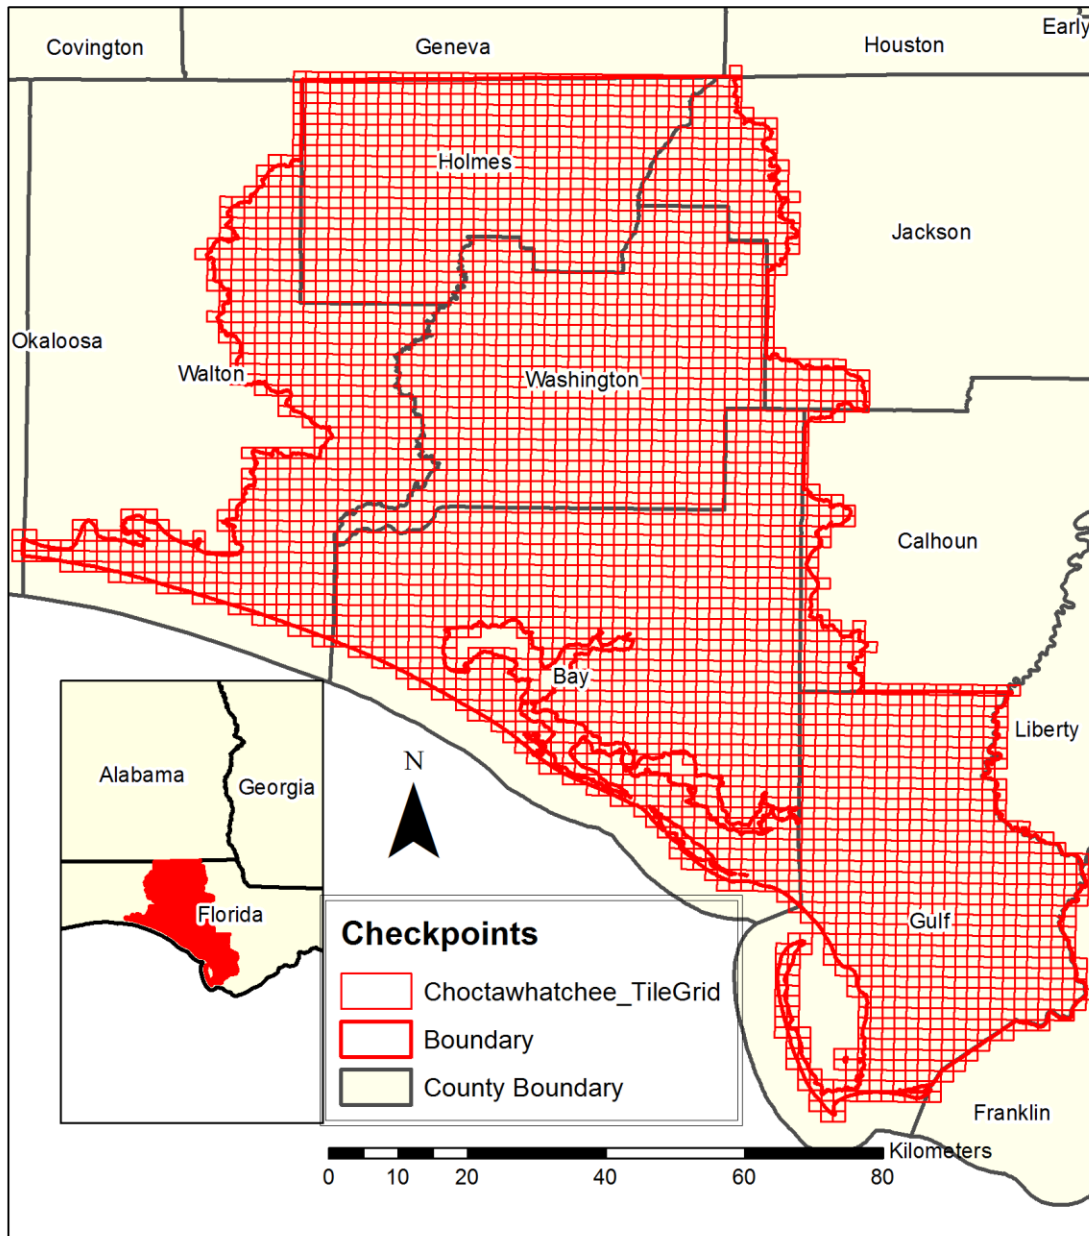 Early
Covington
Geneva
Houston
Holmes
Jackson
Okaloosa
Walton
Washington
Calhoun
Bay
Liberty
Alabama
Georgia
N
Florida
Gulf
Checkpoints
Choctawhatchee_TileGrid
Boundary
County Boundary
Franklin
Kilometers
0 10 20 40 60 80